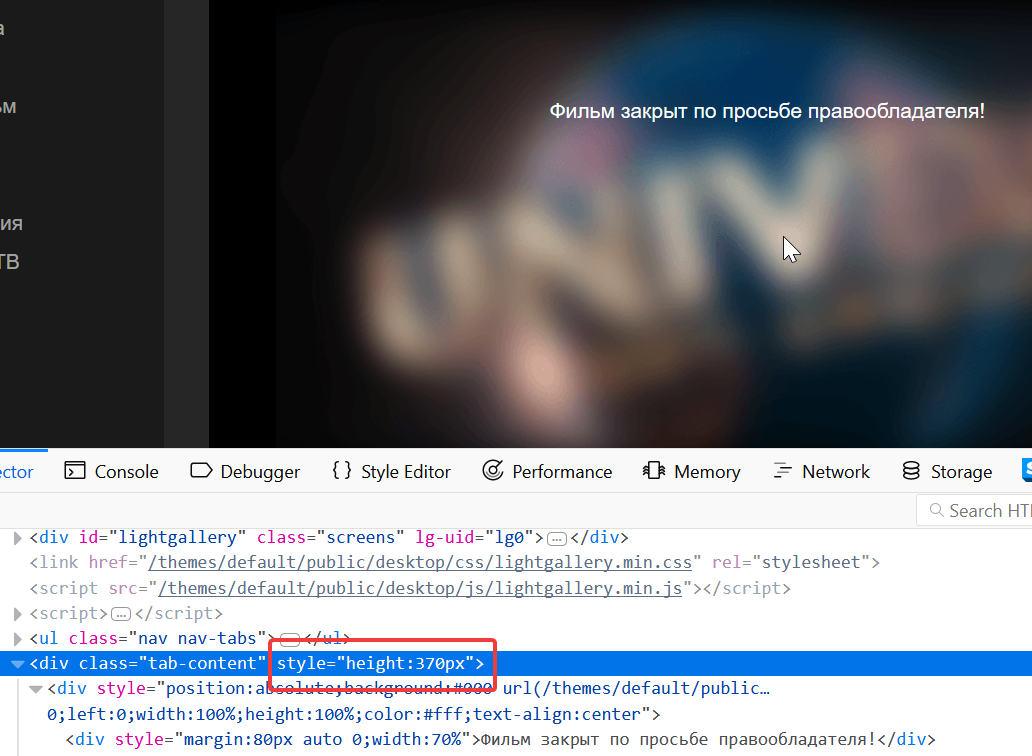 а
ьм
ия
ТВ
Фильм закрыт по просьбе правообладателя!
UNIV
ector Console Debugger {} Style Editor Performance Memory Network Storage S
Search HTI
<div id="lightgallery" class="screens" lg-uid="lg0">…</div>
<link href="/themes/default/public/desktop/css/lightgallery.min.css" rel="stylesheet">
<script src="/themes/default/public/desktop/js/lightgallery.min.js"></script>
<script>…</script>
<ul class="nav nav-tabs">…</ul>
<div class="tab-content" style="height:370px">
<div style="position:absolute;background:#000 url(/themes/default/public…
0;left:0;width:100%;height:100%;color:#fff;text-align:center">
<div style="margin:80px auto 0;width:70%">Фильм закрыт по просьбе правообладателя!</div>